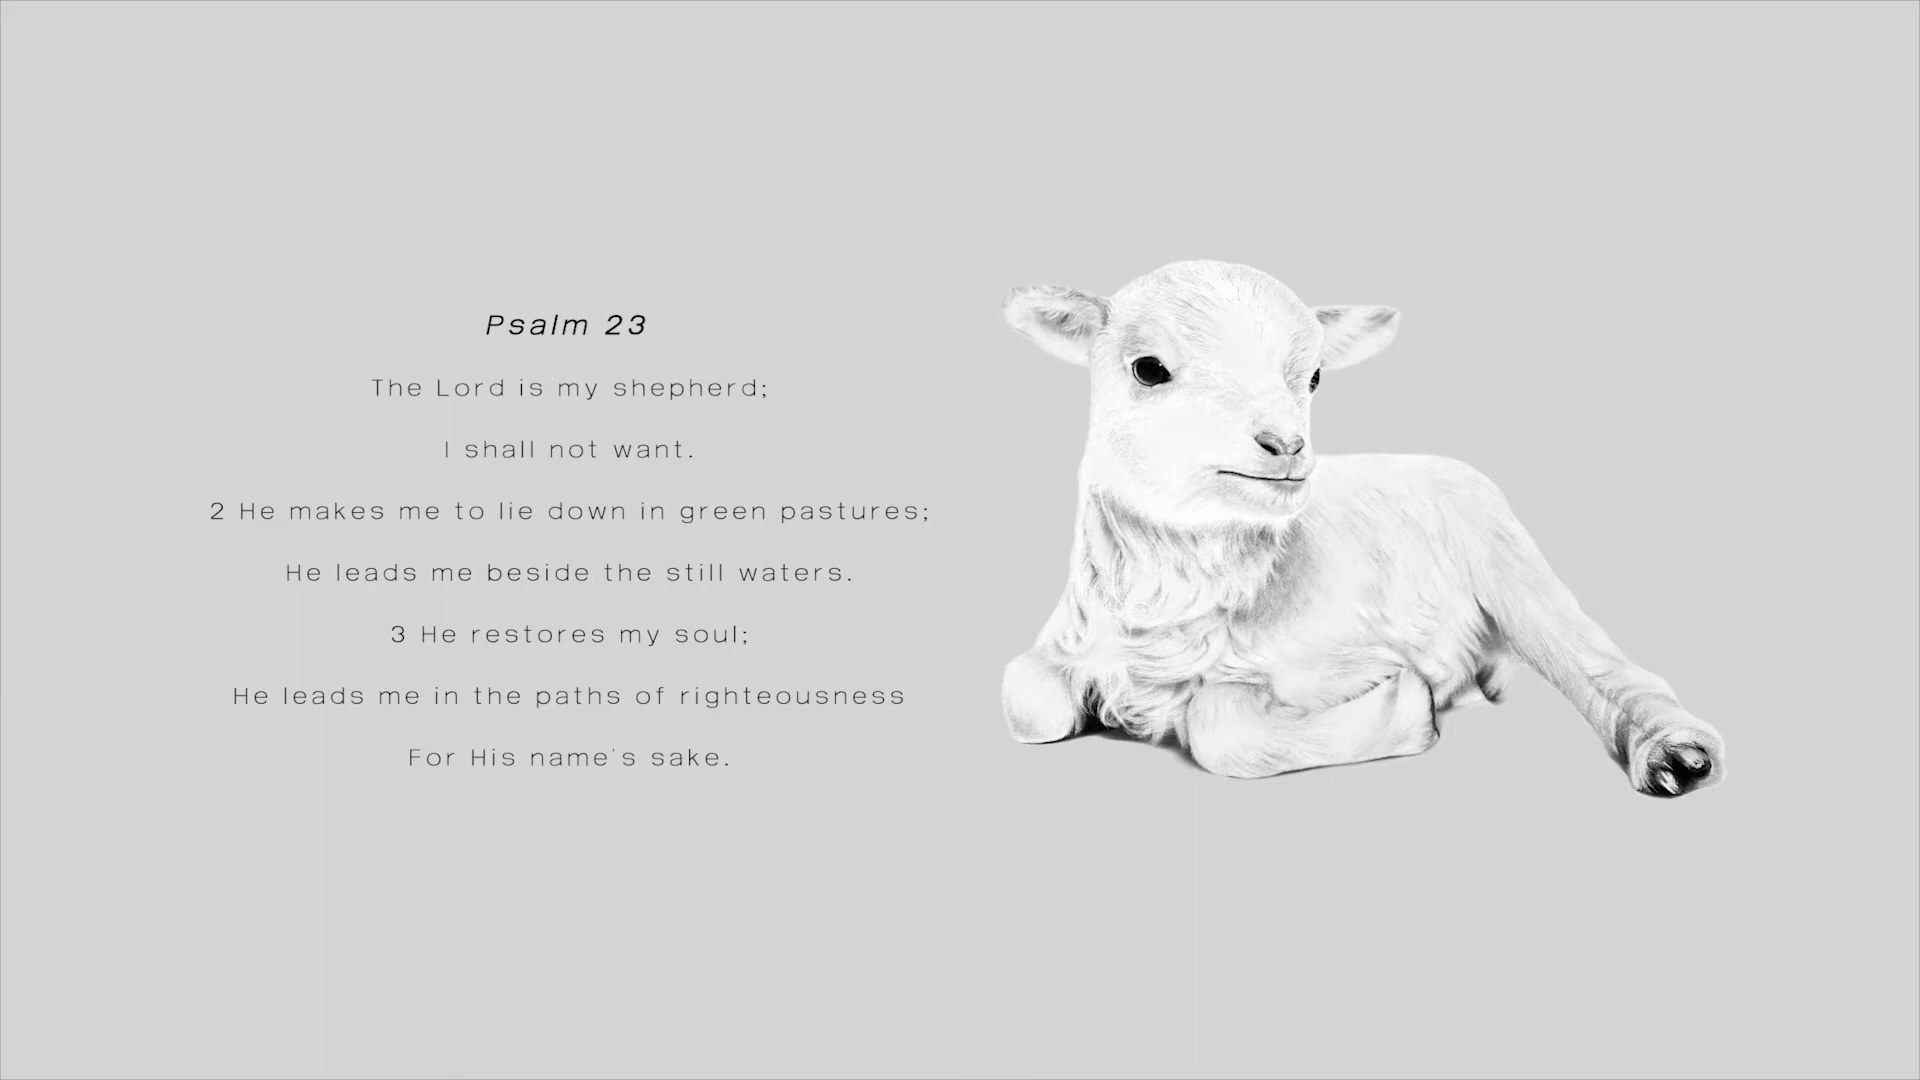 Psalm 23
The Lord is my shepherd;
I shall not want.
2 He makes me to lie down in green pastures;
He leads me beside the still waters.
3 He restores my soul;
He leads me in the paths of righteousness
For His name's sake.